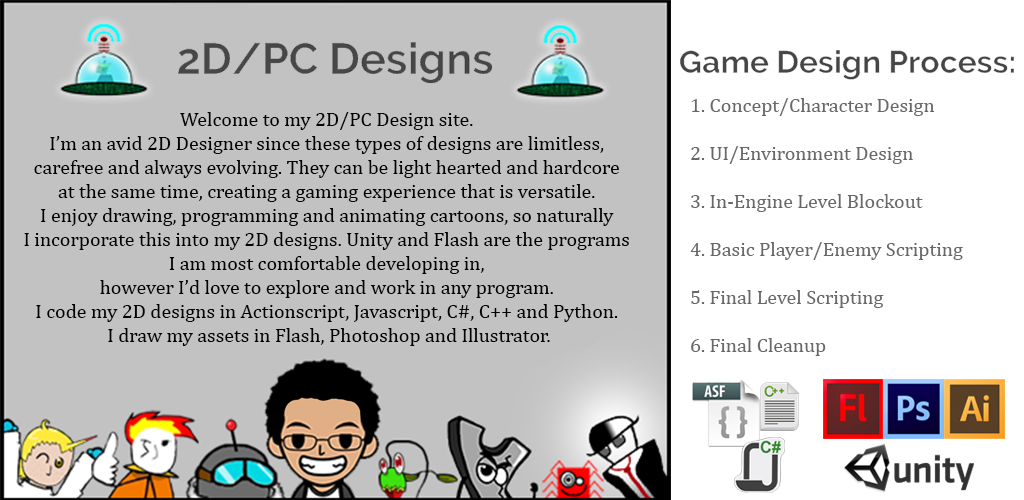 2D/PC Designs
Welcome to my 2D/PC Design site.
I’m an avid 2D Designer since these types of designs are limitless,
carefree and always evolving. They can be light hearted and hardcore
at the same time, creating a gaming experience that is versatile.
I enjoy drawing, programming and animating cartoons, so naturally
I incorporate this into my 2D designs. Unity and Flash are the programs
I am most comfortable developing in,
however I’d love to explore and work in any program.
I code my 2D designs in Actionscript, Javascript, C#, C++ and Python.
I draw my assets in Flash, Photoshop and Illustrator.
Game Design Process:
1. Concept/Character Design
2. UI/Environment Design
3. In-Engine Level Blockout
4. Basic Player/Enemy Scripting
5. Final Level Scripting
6. Final Cleanup
ASF
{ }
C++
C#
Fl Ps Ai
unity